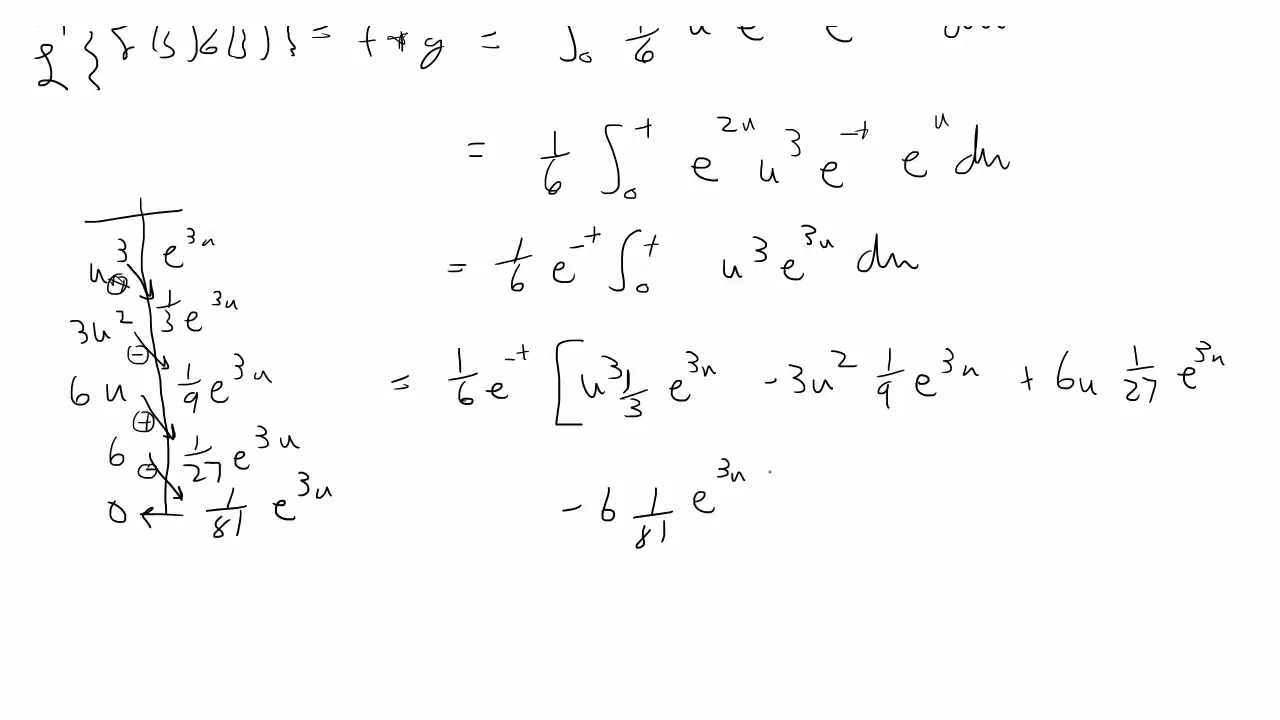 ℒ⁻¹{F(s)G(s)} = f * g = ∫₀ 1/6 u e e
= 1/6 ∫₀ᵗ e^{2u} u³ e^{-t} e^{u} du
= 1/6 e^{-t} ∫₀ᵗ u³ e^{3u} du
= 1/6 e^{-t} [u³ 1/3 e^{3u} - 3u² 1/9 e^{3u} + 6u 1/27 e^{3u}
- 6 1/81 e^{3u}
u³ e^{3u}
⊕
3u² 1/3 e^{3u}
⊖
6u 1/9 e^{3u}
⊕
6 1/27 e^{3u}
⊖
0 ← 1/81 e^{3u}